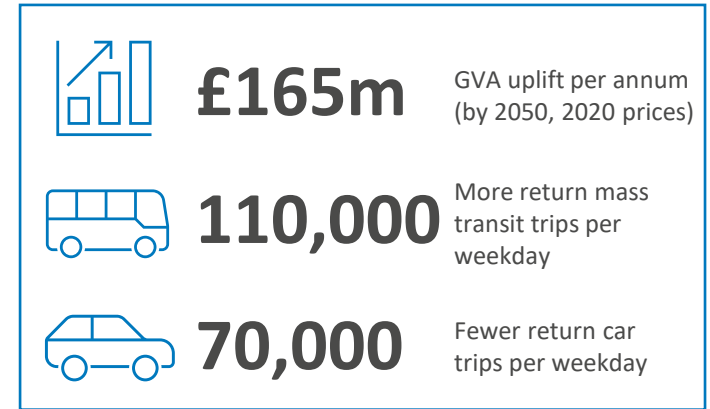 £165m
GVA uplift per annum
(by 2050, 2020 prices)
110,000
More return mass
transit trips per
weekday
70,000
Fewer return car
trips per weekday